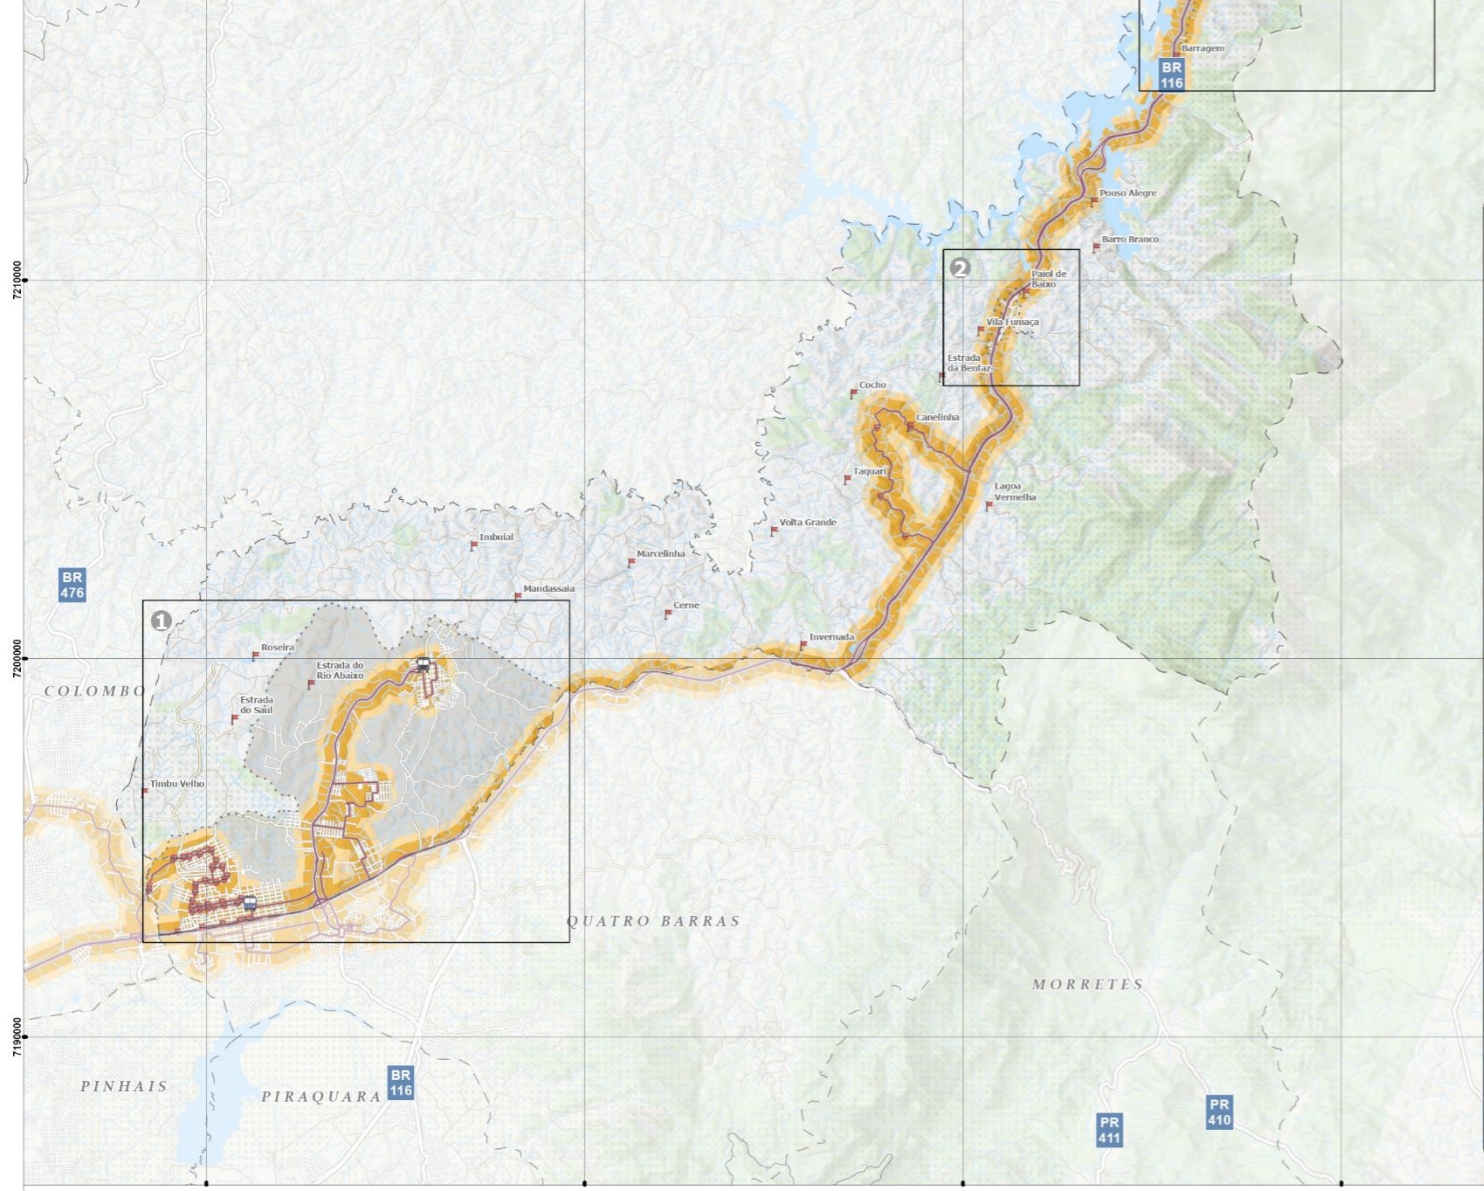 Barragem
BR
116
Pouso Alegre
Barro Branco
2
7210000
Paiol de
Baixo
Vila Fumaça
Estrada
da Benfaz
Cocho
Canelinha
Taquari
Lagoa
Vermelha
Volta Grande
Imbuial
Marcelinha
BR
476
Mandassaia
Cerne
1
Invernada
Roseira
7200000
Estrada do
Rio Abaixo
COLOMBO
Estrada
do Saul
Timbu Velho
QUATRO BARRAS
MORRETES
7190000
PINHAIS
PIRAQUARA
BR
116
PR
410
PR
411